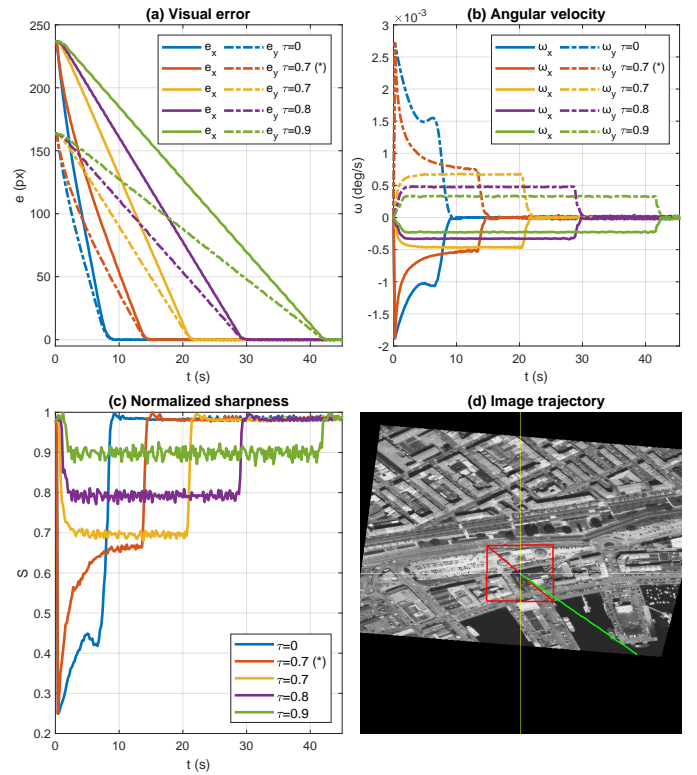 (a) Visual error
250
200
150
100
50
0
e (px)
0 10 20 30 40
t (s)
e_x e_y τ=0
e_x e_y τ=0.7 (*)
e_x e_y τ=0.7
e_x e_y τ=0.8
e_x e_y τ=0.9
(b) Angular velocity
×10⁻³
3
2.5
2
1.5
1
0.5
0
-0.5
-1
-1.5
-2
ω (deg/s)
0 10 20 30 40
t (s)
ω_x ω_y τ=0
ω_x ω_y τ=0.7 (*)
ω_x ω_y τ=0.7
ω_x ω_y τ=0.8
ω_x ω_y τ=0.9
(c) Normalized sharpness
1
0.9
0.8
0.7
0.6
0.5
0.4
0.3
0.2
S
0 10 20 30 40
t (s)
τ=0
τ=0.7 (*)
τ=0.7
τ=0.8
τ=0.9
(d) Image trajectory